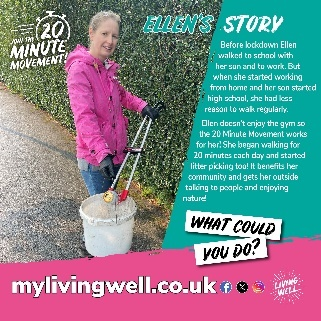 JOIN THE
20
MINUTE
MOVEMENT!
ELLEN'S STORY
Before lockdown Ellen
walked to school with
her son and to work. But
when she started working
from home and her son started
high school, she had less
reason to walk regularly.
Ellen doesn't enjoy the gym so
the 20 Minute Movement works
for her! She began walking for
20 minutes each day and started
litter picking too! It benefits her
community and gets her outside
talking to people and enjoying
nature!
WHAT COULD
YOU DO?
mylivingwell.co.uk
LIVING
WELL